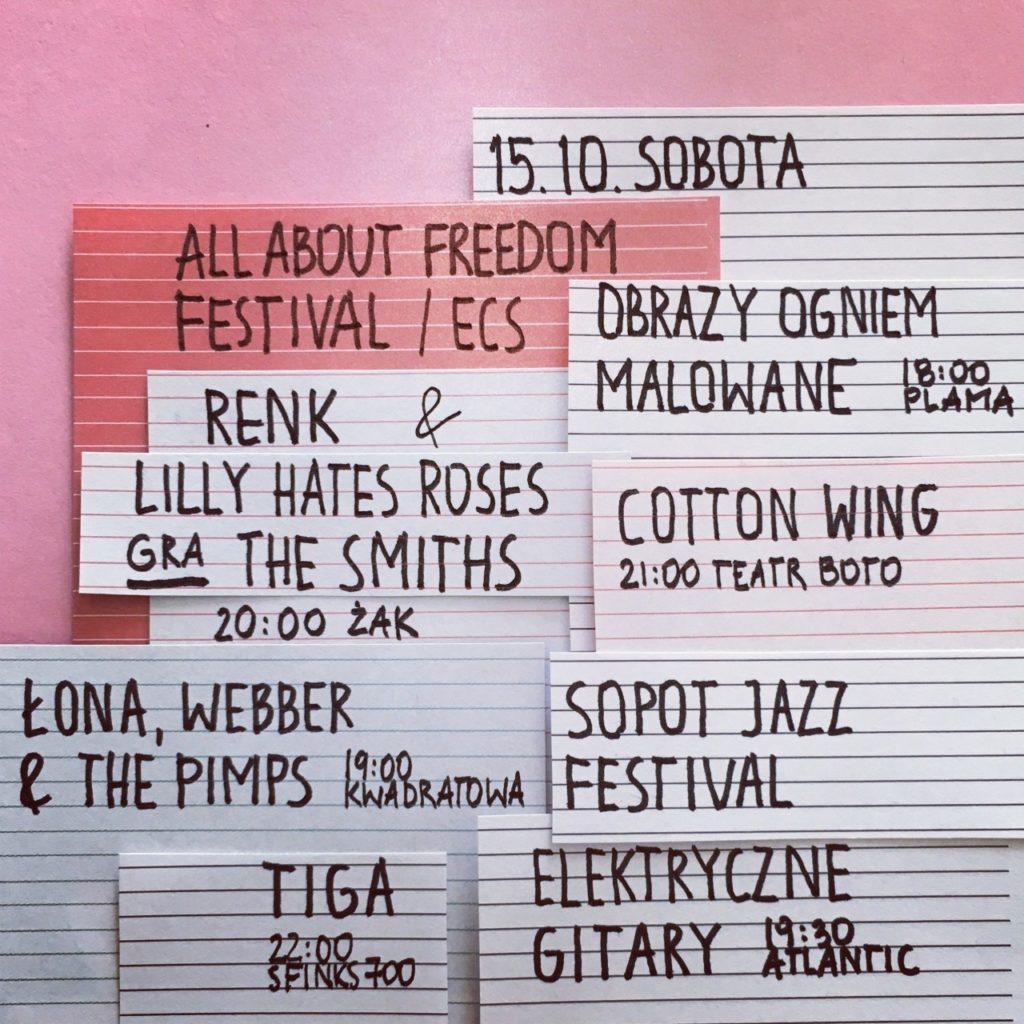 15.10. SOBOTA
ALL ABOUT FREEDOM
FESTIVAL / ECS
OBRAZY OGNIEM
MALOWANE 18:00
PLAMA
RENK &
LILLY HATES ROSES
GRA THE SMITHS
20:00 ŻAK
COTTON WING
21:00 TEATR BOTO
ŁONA, WEBBER
& THE PIMPS 19:00
KWADRATOWA
SOPOT JAZZ
FESTIVAL
TIGA
22:00
SFINKS 700
ELEKTRYCZNE
GITARY 19:30
ATLANTIC